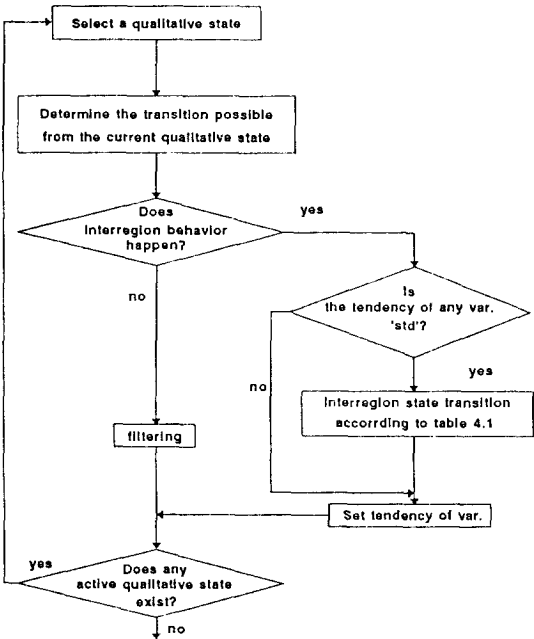 Select a qualitative state
Determine the transition possible
from the current qualitative state
Does
interregion behavior
happen?
yes
no
Is
the tendency of any var.
'std'?
yes
no
Interregion state transition
accorrding to table 4.1
filtering
Set tendency of var.
yes
Does any
active qualitative state
exist?
no